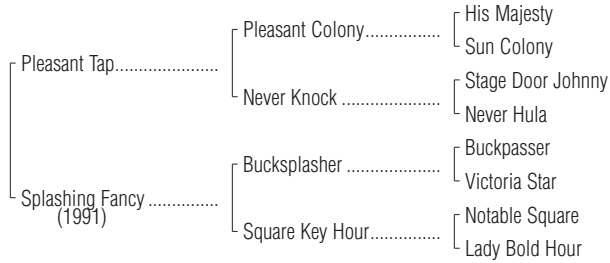 His Majesty
Pleasant Colony................
Sun Colony
Pleasant Tap.....................
Stage Door Johnny
Never Knock ....................
Never Hula
Buckpasser
Bucksplasher ...................
Victoria Star
Splashing Fancy ..............
(1991)
Notable Square
Square Key Hour..............
Lady Bold Hour